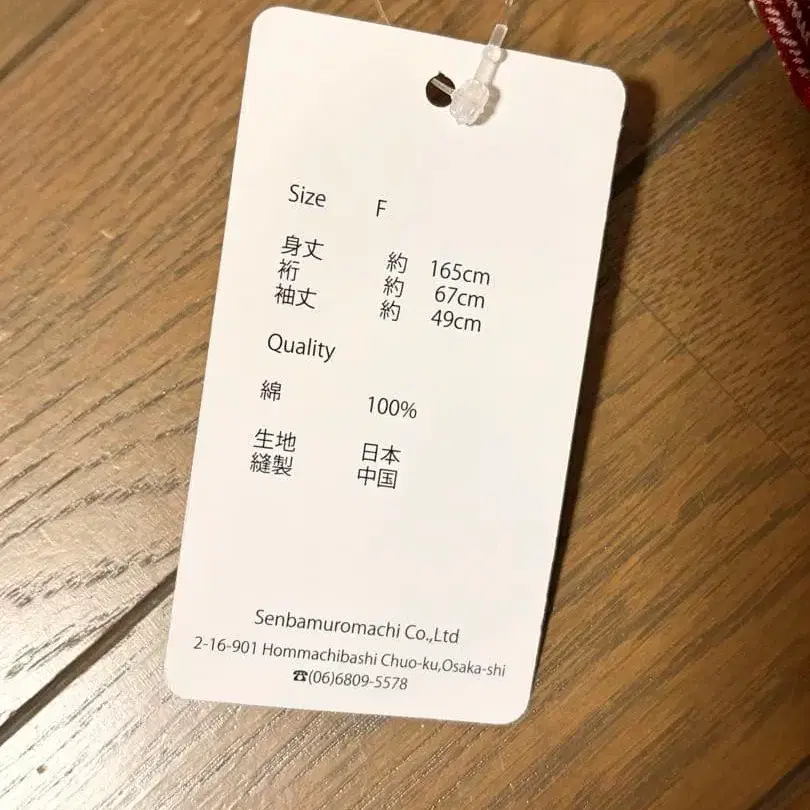 Size F
身丈 約 165cm
裄 約 67cm
袖丈 約 49cm
Quality
綿 100%
生地 日本
縫製 中国
Senbamuromachi Co.,Ltd
2-16-901 Hommachibashi Chuo-ku,Osaka-shi
☎(06)6809-5578